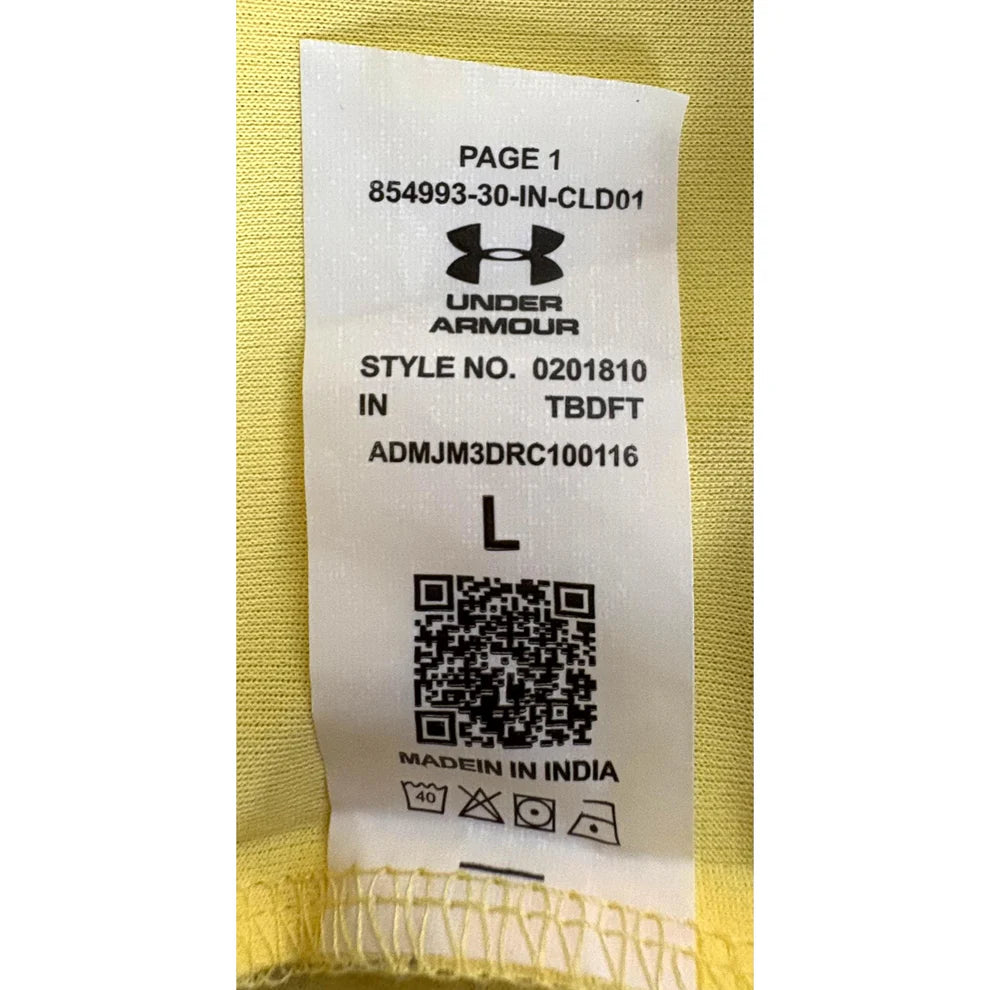 PAGE 1
854993-30-IN-CLD01
UNDER
ARMOUR
STYLE NO. 0201810
IN TBDFT
ADMJM3DRC100116
L
MADEIN IN INDIA
40